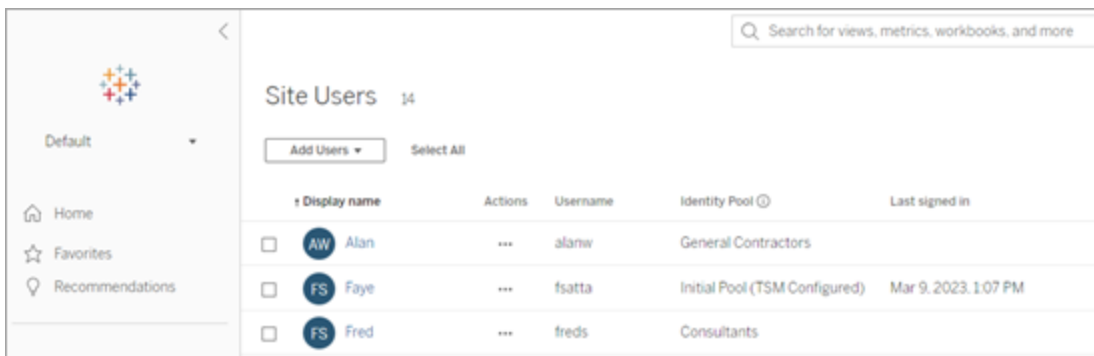 Search for views, metrics, workbooks, and more
Site Users 14
Default
Add Users Select All
Display name Actions Username Identity Pool Last signed in
Home
AW Alan ... alanw General Contractors
Favorites
FS Faye ... fsatta Initial Pool (TSM Configured) Mar 9, 2023, 1:07 PM
Recommendations
FS Fred ... freds Consultants